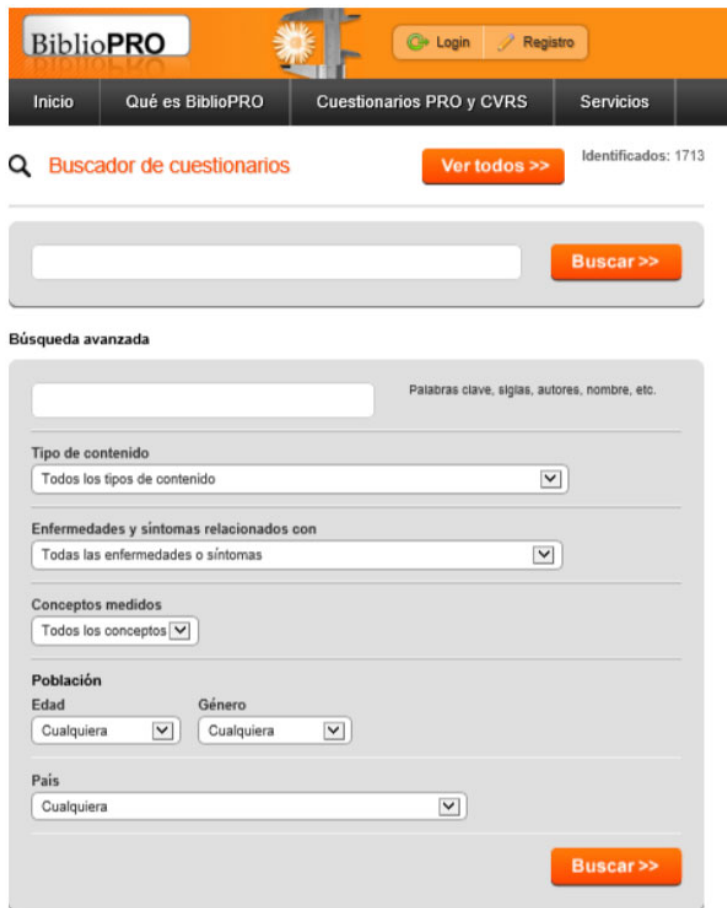 BiblioPRO
Login
Registro
Inicio
Qué es BiblioPRO
Cuestionarios PRO y CVRS
Servicios
Buscador de cuestionarios
Ver todos >>
Identificados: 1713
Buscar >>
Búsqueda avanzada
Palabras clave, siglas, autores, nombre, etc.
Tipo de contenido
Todos los tipos de contenido
Enfermedades y síntomas relacionados con
Todas las enfermedades o síntomas
Conceptos medidos
Todos los conceptos
Población
Edad
Género
Cualquiera
Cualquiera
País
Cualquiera
Buscar >>